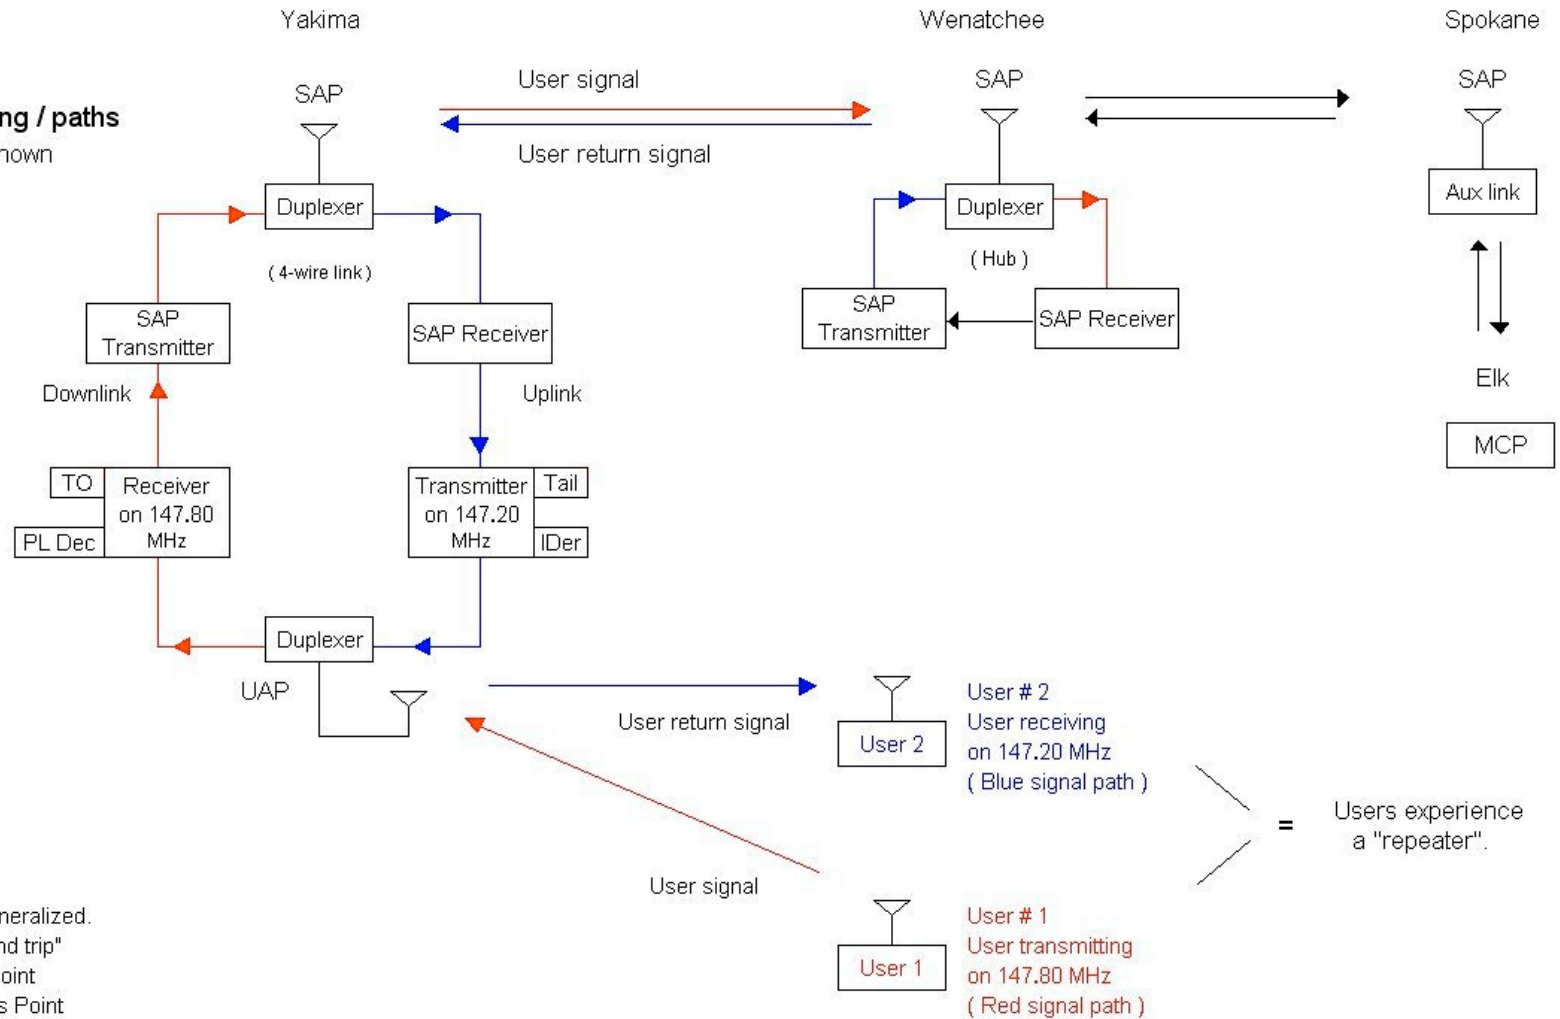 Yakima
Wenatchee
Spokane
SAP
User signal
SAP
SAP
ng / paths
User return signal
Duplexer
Duplexer
Aux link
( 4-wire link )
( Hub )
SAP
Transmitter
SAP Receiver
SAP
Transmitter
SAP Receiver
Downlink
Uplink
Elk
MCP
TO
Receiver
on 147.80
MHz
PL Dec
Transmitter
on 147.20
MHz
Tail
IDer
Duplexer
UAP
User return signal
User 2
User # 2
User receiving
on 147.20 MHz
( Blue signal path )
=
Users experience
a "repeater".
User signal
User 1
User # 1
User transmitting
on 147.80 MHz
( Red signal path )
neralized.
nd trip"
oint
s Point